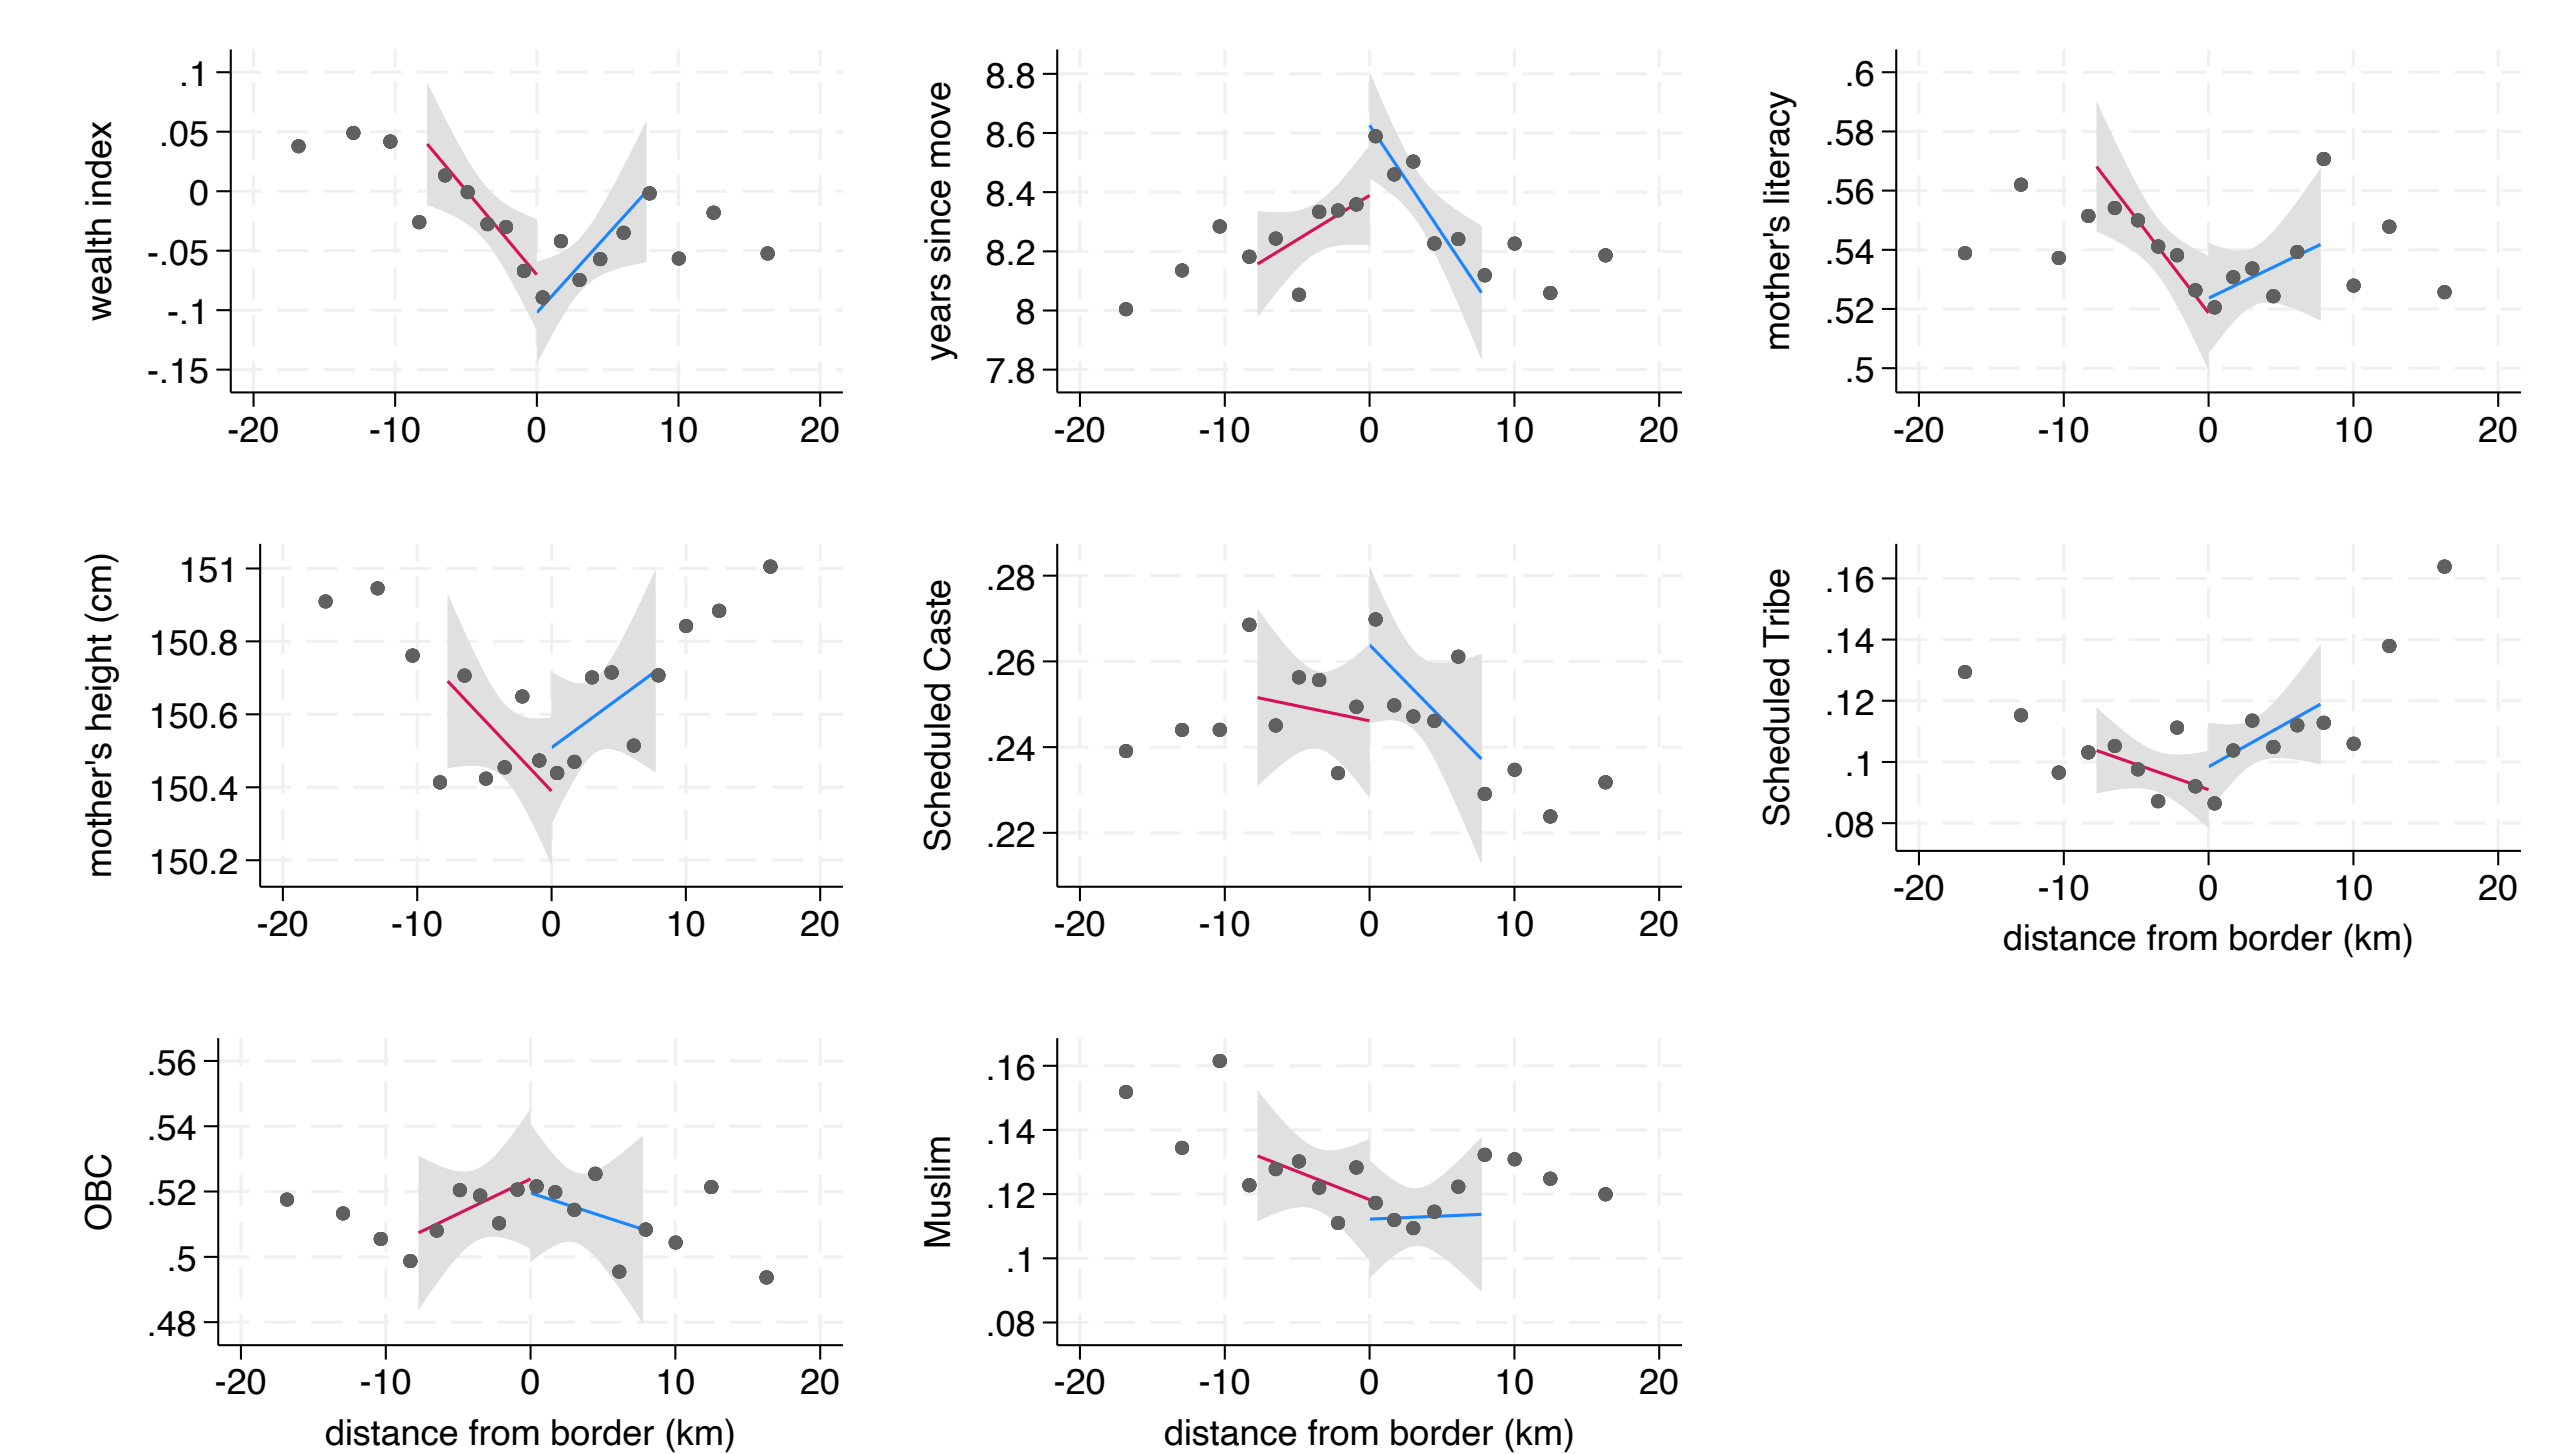 wealth index
.1
.05
0
-.05
-.1
-.15
-20 -10 0 10 20
years since move
8.8
8.6
8.4
8.2
8
7.8
-20 -10 0 10 20
mother's literacy
.6
.58
.56
.54
.52
.5
-20 -10 0 10 20
mother's height (cm)
151
150.8
150.6
150.4
150.2
-20 -10 0 10 20
Scheduled Caste
.28
.26
.24
.22
-20 -10 0 10 20
Scheduled Tribe
.16
.14
.12
.1
.08
-20 -10 0 10 20
distance from border (km)
OBC
.56
.54
.52
.5
.48
-20 -10 0 10 20
distance from border (km)
Muslim
.16
.14
.12
.1
.08
-20 -10 0 10 20
distance from border (km)